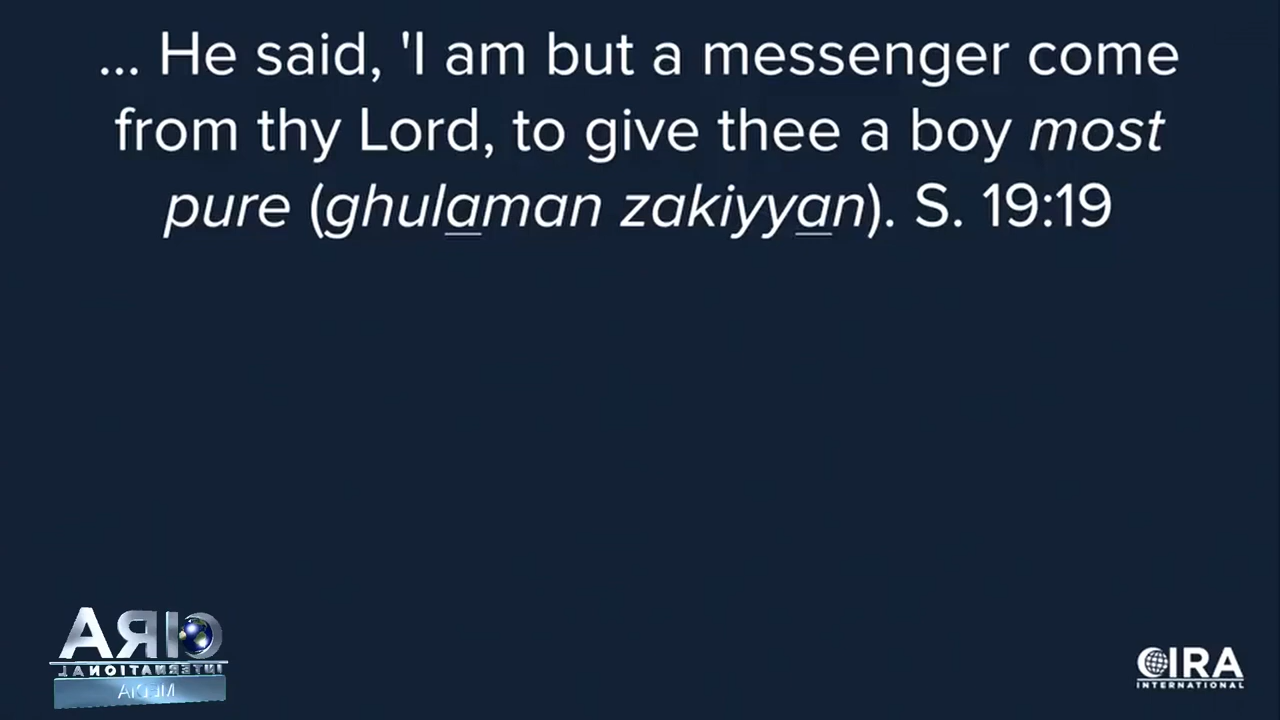 ... He said, 'I am but a messenger come
from thy Lord, to give thee a boy most
pure (ghulaman zakiyyan). S. 19:19
CIRA
INTERNATIONAL
MEDIA
CIRA
INTERNATIONAL